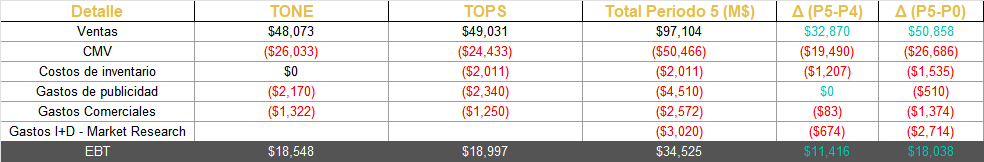 Detalle TONE TOPS Total Período 5 (M$) Δ (P5-P4) Δ (P5-P0)
Ventas $48,073 $49,031 $97,104 $32,870 $50,858
CMV ($26,033) ($24,433) ($50,466) ($19,490) ($26,686)
Costos de inventario $0 ($2,011) ($2,011) ($1,207) ($1,535)
Gastos de publicidad ($2,170) ($2,340) ($4,510) $0 ($510)
Gastos Comerciales ($1,322) ($1,250) ($2,572) ($83) ($1,374)
Gastos I+D - Market Research ($3,020) ($674) ($2,714)
EBT $18,548 $18,997 $34,525 $11,416 $18,038